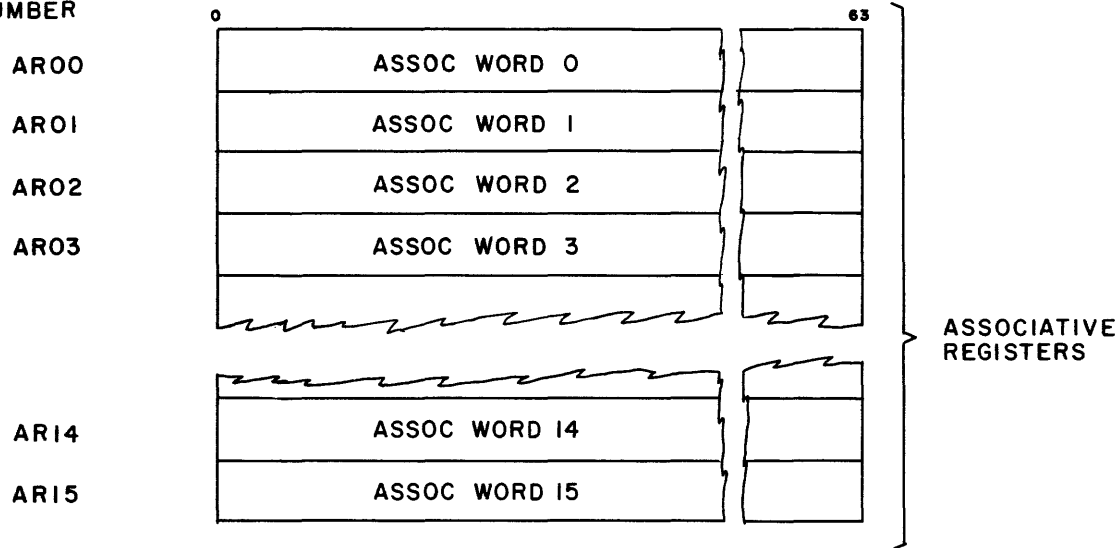 0 63
AR00 ASSOC WORD 0
AR01 ASSOC WORD 1
AR02 ASSOC WORD 2
AR03 ASSOC WORD 3
ASSOCIATIVE
REGISTERS
AR14 ASSOC WORD 14
AR15 ASSOC WORD 15